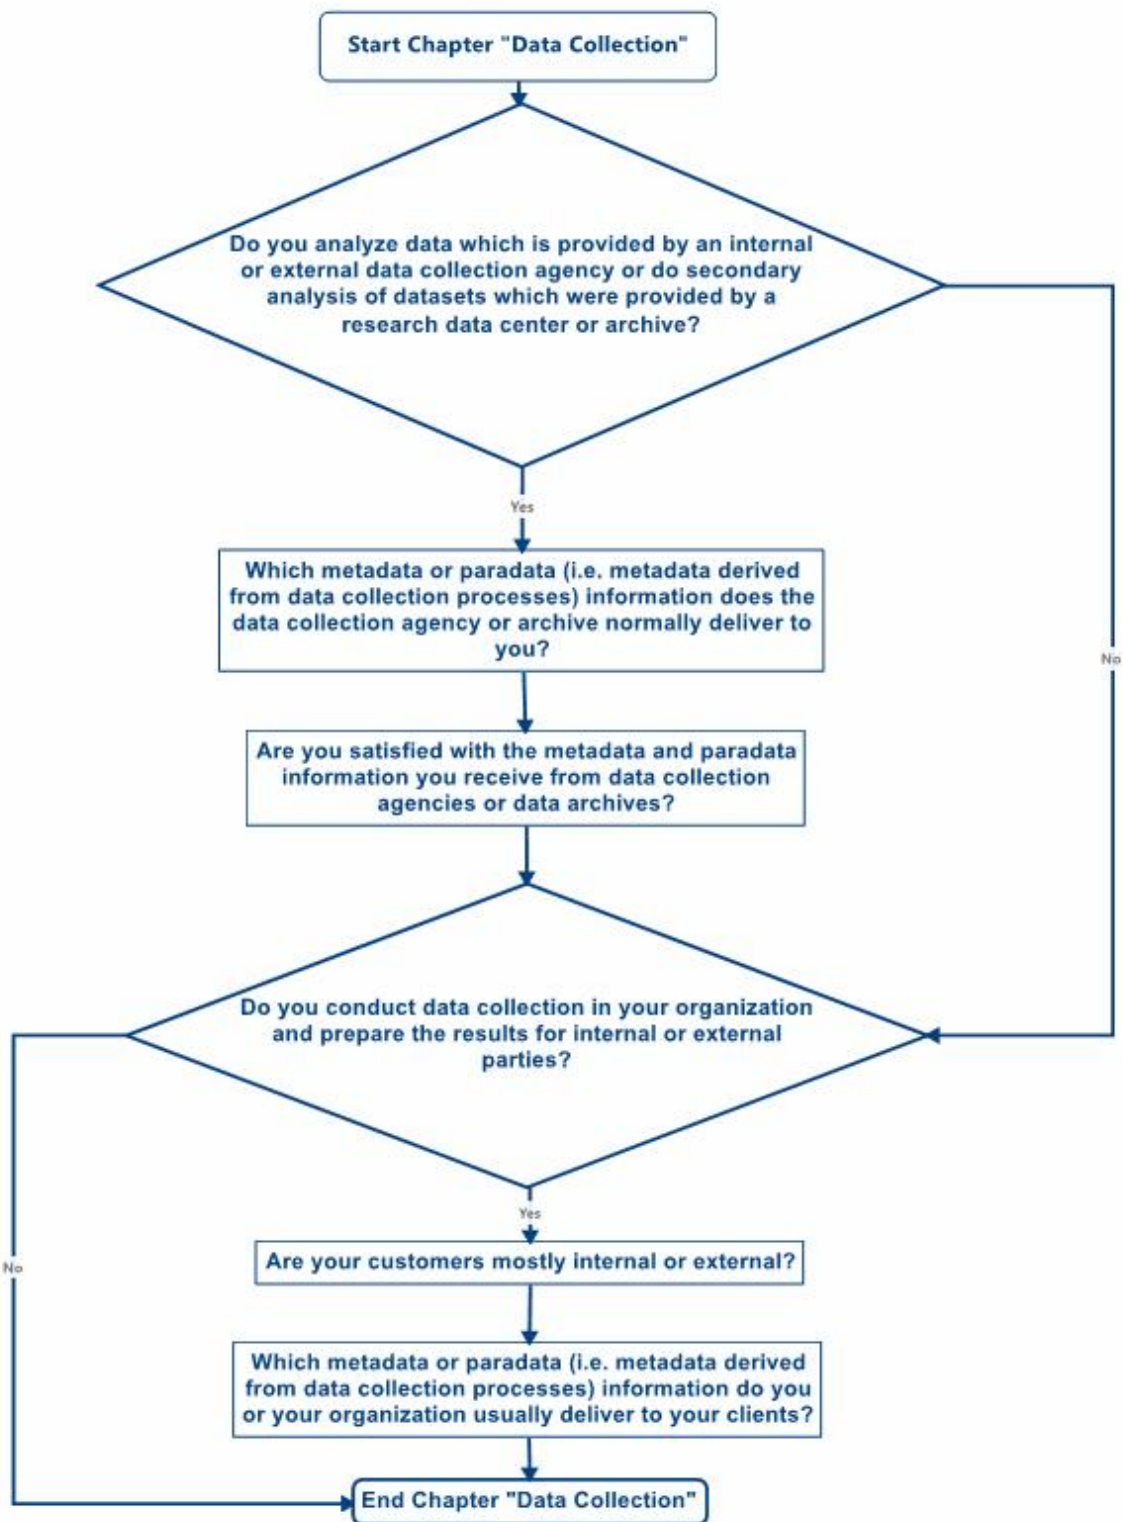 Start Chapter "Data Collection"
Do you analyze data which is provided by an internal
or external data collection agency or do secondary
analysis of datasets which were provided by a
research data center or archive?
Yes
Which metadata or paradata (i.e. metadata derived
from data collection processes) information does the
data collection agency or archive normally deliver to
you?
No
Are you satisfied with the metadata and paradata
information you receive from data collection
agencies or data archives?
Do you conduct data collection in your organization
and prepare the results for internal or external
parties?
Yes
Are your customers mostly internal or external?
No
Which metadata or paradata (i.e. metadata derived
from data collection processes) information do you
or your organization usually deliver to your clients?
End Chapter "Data Collection"